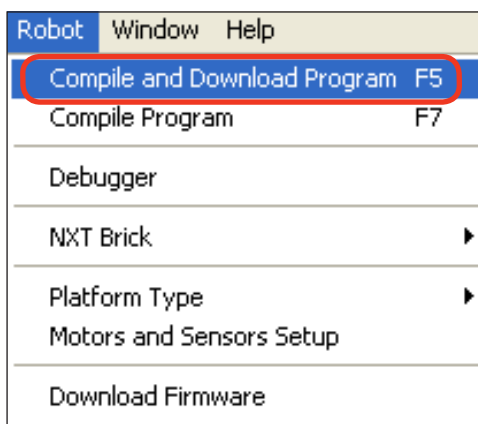 Robot Window Help
Compile and Download Program F5
Compile Program F7
Debugger
NXT Brick
Platform Type
Motors and Sensors Setup
Download Firmware